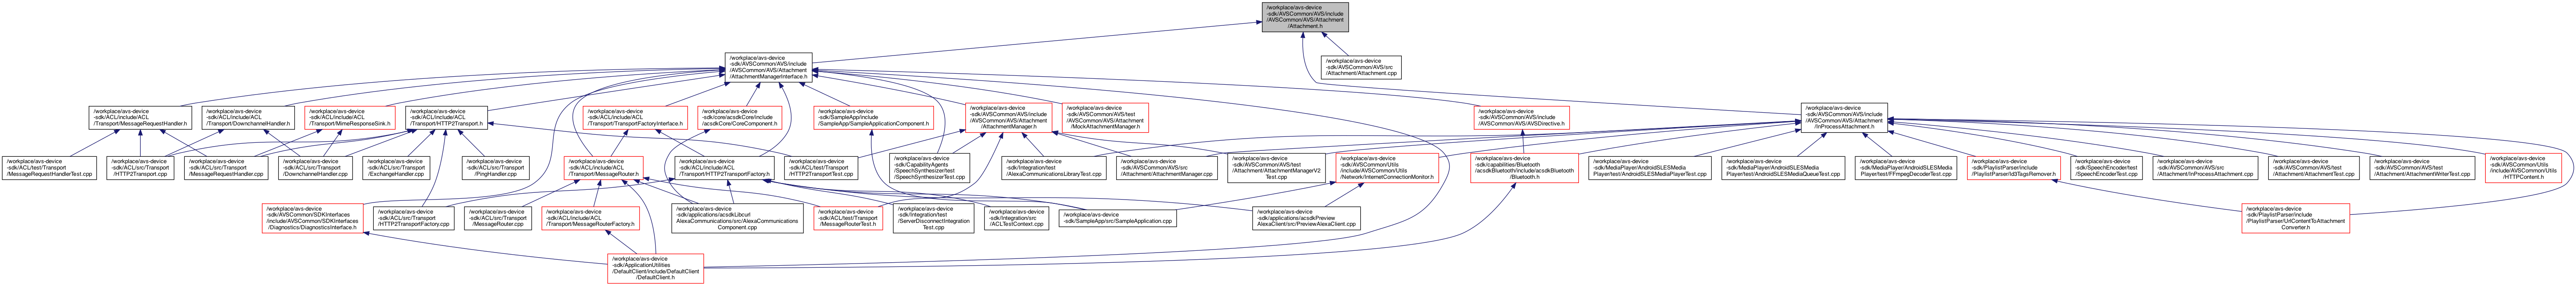 /workplace/avs-device
-sdk/AVSCommon/AVS/include
/AVSCommon/AVS/Attachment
/Attachment.h
/workplace/avs-device
-sdk/AVSCommon/AVS/include
/AVSCommon/AVS/Attachment
/AttachmentManagerInterface.h
/workplace/avs-device
-sdk/AVSCommon/AVS/src
/Attachment/Attachment.cpp
/workplace/avs-device
-sdk/ACL/include/ACL
/Transport/MessageRequestHandler.h
/workplace/avs-device
-sdk/ACL/include/ACL
/Transport/DownchannelHandler.h
/workplace/avs-device
-sdk/ACL/include/ACL
/Transport/MimeResponseSink.h
/workplace/avs-device
-sdk/ACL/include/ACL
/Transport/HTTP2Transport.h
/workplace/avs-device
-sdk/ACL/include/ACL
/Transport/TransportFactoryInterface.h
/workplace/avs-device
-sdk/core/acsdkCore/include
/acsdkCore/CoreComponent.h
/workplace/avs-device
-sdk/SampleApp/include
/SampleApp/SampleApplicationComponent.h
/workplace/avs-device
-sdk/AVSCommon/AVS/include
/AVSCommon/AVS/Attachment
/AttachmentManager.h
/workplace/avs-device
-sdk/AVSCommon/AVS/test
/AVSCommon/AVS/Attachment
/MockAttachmentManager.h
/workplace/avs-device
-sdk/AVSCommon/AVS/include
/AVSCommon/AVS/AVSDirective.h
/workplace/avs-device
-sdk/AVSCommon/AVS/include
/AVSCommon/AVS/Attachment
/InProcessAttachment.h
/workplace/avs-device
-sdk/ACL/test/Transport
/MessageRequestHandlerTest.cpp
/workplace/avs-device
-sdk/ACL/src/Transport
/HTTP2Transport.cpp
/workplace/avs-device
-sdk/ACL/src/Transport
/MessageRequestHandler.cpp
/workplace/avs-device
-sdk/ACL/src/Transport
/DownchannelHandler.cpp
/workplace/avs-device
-sdk/ACL/src/Transport
/ExchangeHandler.cpp
/workplace/avs-device
-sdk/ACL/src/Transport
/PingHandler.cpp
/workplace/avs-device
-sdk/ACL/include/ACL
/Transport/MessageRouter.h
/workplace/avs-device
-sdk/ACL/include/ACL
/Transport/HTTP2TransportFactory.h
/workplace/avs-device
-sdk/ACL/test/Transport
/HTTP2TransportTest.cpp
/workplace/avs-device
-sdk/CapabilityAgents
/SpeechSynthesizer/test
/SpeechSynthesizerTest.cpp
/workplace/avs-device
-sdk/Integration/test
/AlexaCommunicationsLibraryTest.cpp
/workplace/avs-device
-sdk/AVSCommon/AVS/src
/Attachment/AttachmentManager.cpp
/workplace/avs-device
-sdk/AVSCommon/AVS/test
/Attachment/AttachmentManagerV2
Test.cpp
/workplace/avs-device
-sdk/AVSCommon/Utils
/include/AVSCommon/Utils
/Network/InternetConnectionMonitor.h
/workplace/avs-device
-sdk/capabilities/Bluetooth
/acsdkBluetooth/include/acsdkBluetooth
/Bluetooth.h
/workplace/avs-device
-sdk/MediaPlayer/AndroidSLESMedia
Player/test/AndroidSLESMediaPlayerTest.cpp
/workplace/avs-device
-sdk/MediaPlayer/AndroidSLESMedia
Player/test/AndroidSLESMediaQueueTest.cpp
/workplace/avs-device
-sdk/MediaPlayer/AndroidSLESMedia
Player/test/FFmpegDecoderTest.cpp
/workplace/avs-device
-sdk/PlaylistParser/include
/PlaylistParser/Id3TagsRemover.h
/workplace/avs-device
-sdk/SpeechEncoder/test
/SpeechEncoderTest.cpp
/workplace/avs-device
-sdk/AVSCommon/AVS/src
/Attachment/InProcessAttachment.cpp
/workplace/avs-device
-sdk/AVSCommon/AVS/test
/Attachment/AttachmentTest.cpp
/workplace/avs-device
-sdk/AVSCommon/AVS/test
/Attachment/AttachmentWriterTest.cpp
/workplace/avs-device
-sdk/AVSCommon/Utils
/include/AVSCommon/Utils
/HTTPContent.h
/workplace/avs-device
-sdk/AVSCommon/SDKInterfaces
/include/AVSCommon/SDKInterfaces
/Diagnostics/DiagnosticsInterface.h
/workplace/avs-device
-sdk/ACL/src/Transport
/HTTP2TransportFactory.cpp
/workplace/avs-device
-sdk/ACL/src/Transport
/MessageRouter.cpp
/workplace/avs-device
-sdk/ACL/include/ACL
/Transport/MessageRouterFactory.h
/workplace/avs-device
-sdk/applications/acsdkLibcurl
AlexaCommunications/src/AlexaCommunications
Component.cpp
/workplace/avs-device
-sdk/ACL/test/Transport
/MessageRouterTest.h
/workplace/avs-device
-sdk/Integration/test
/ServerDisconnectIntegration
Test.cpp
/workplace/avs-device
-sdk/Integration/src
/ACLTestContext.cpp
/workplace/avs-device
-sdk/SampleApp/src/SampleApplication.cpp
/workplace/avs-device
-sdk/applications/acsdkPreview
AlexaClient/src/PreviewAlexaClient.cpp
/workplace/avs-device
-sdk/PlaylistParser/include
/PlaylistParser/UrlContentToAttachment
Converter.h
/workplace/avs-device
-sdk/ApplicationUtilities
/DefaultClient/include/DefaultClient
/DefaultClient.h